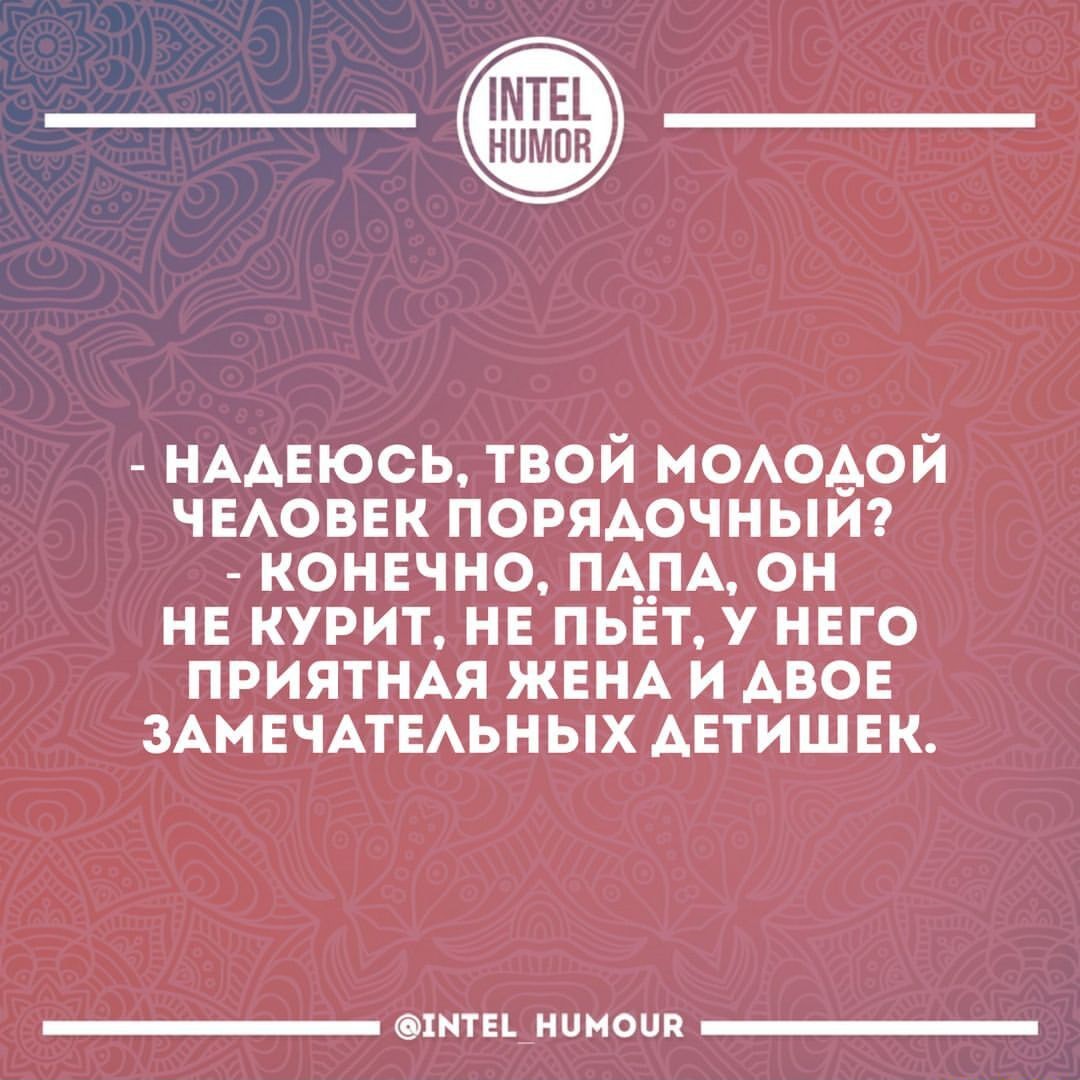 INTEL
HUMOR
- НАДЕЮСЬ, ТВОЙ МОЛОДОЙ
ЧЕЛОВЕК ПОРЯДОЧНЫЙ?
- КОНЕЧНО, ПАПА, ОН
НЕ КУРИТ, НЕ ПЬЁТ, У НЕГО
ПРИЯТНАЯ ЖЕНА И ДВОЕ
ЗАМЕЧАТЕЛЬНЫХ ДЕТИШЕК.
@INTEL_HUMOUR